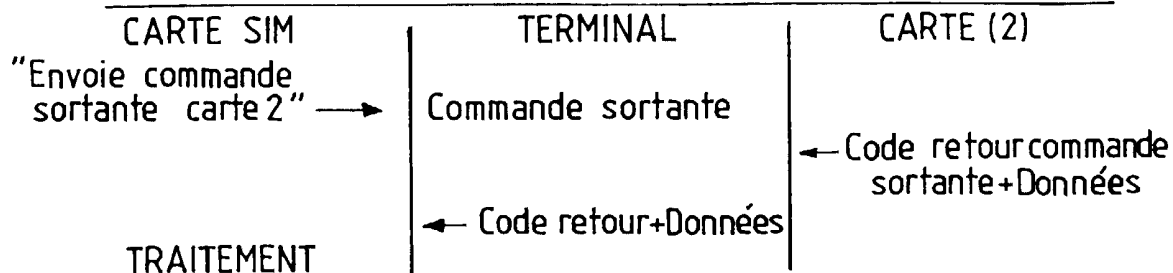 CARTE SIM
TERMINAL
CARTE (2)
"Envoie commande
sortante carte 2"
Commande sortante
Code retour commande
sortante+Données
Code retour+Données
TRAITEMENT